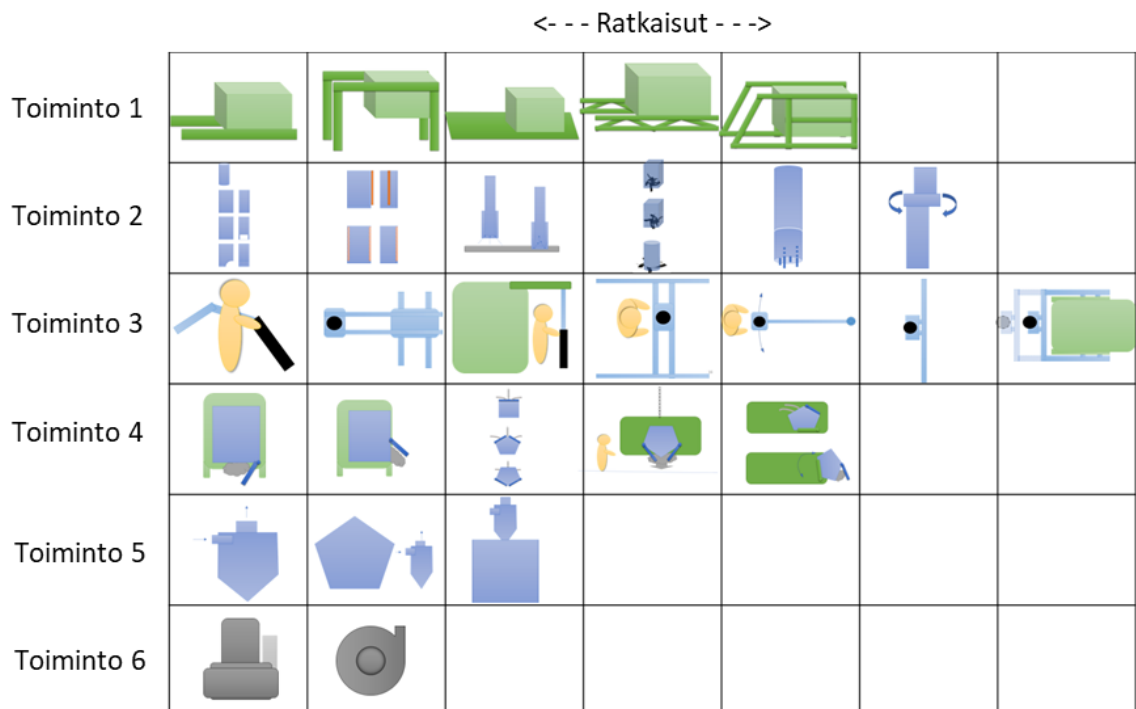 <- - - Ratkaisut - - ->
Toiminto 1
Toiminto 2
Toiminto 3
Toiminto 4
Toiminto 5
Toiminto 6